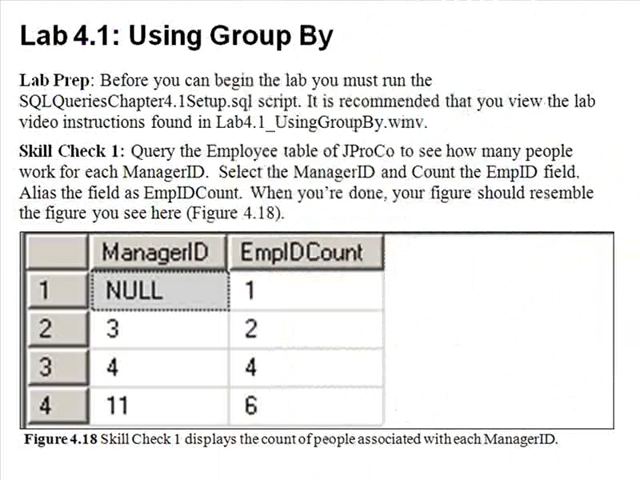 Lab 4.1: Using Group By
Lab Prep: Before you can begin the lab you must run the
SQLQueriesChapter4.1Setup.sql script. It is recommended that you view the lab
video instructions found in Lab4.1_UsingGroupBy.wmv.
Skill Check 1: Query the Employee table of JProCo to see how many people
work for each ManagerID. Select the ManagerID and Count the EmpID field.
Alias the field as EmpIDCount. When you're done, your figure should resemble
the figure you see here (Figure 4.18).
ManagerID EmpIDCount
1 NULL 1
2 3 2
3 4 4
4 11 6
Figure 4.18 Skill Check 1 displays the count of people associated with each ManagerID.